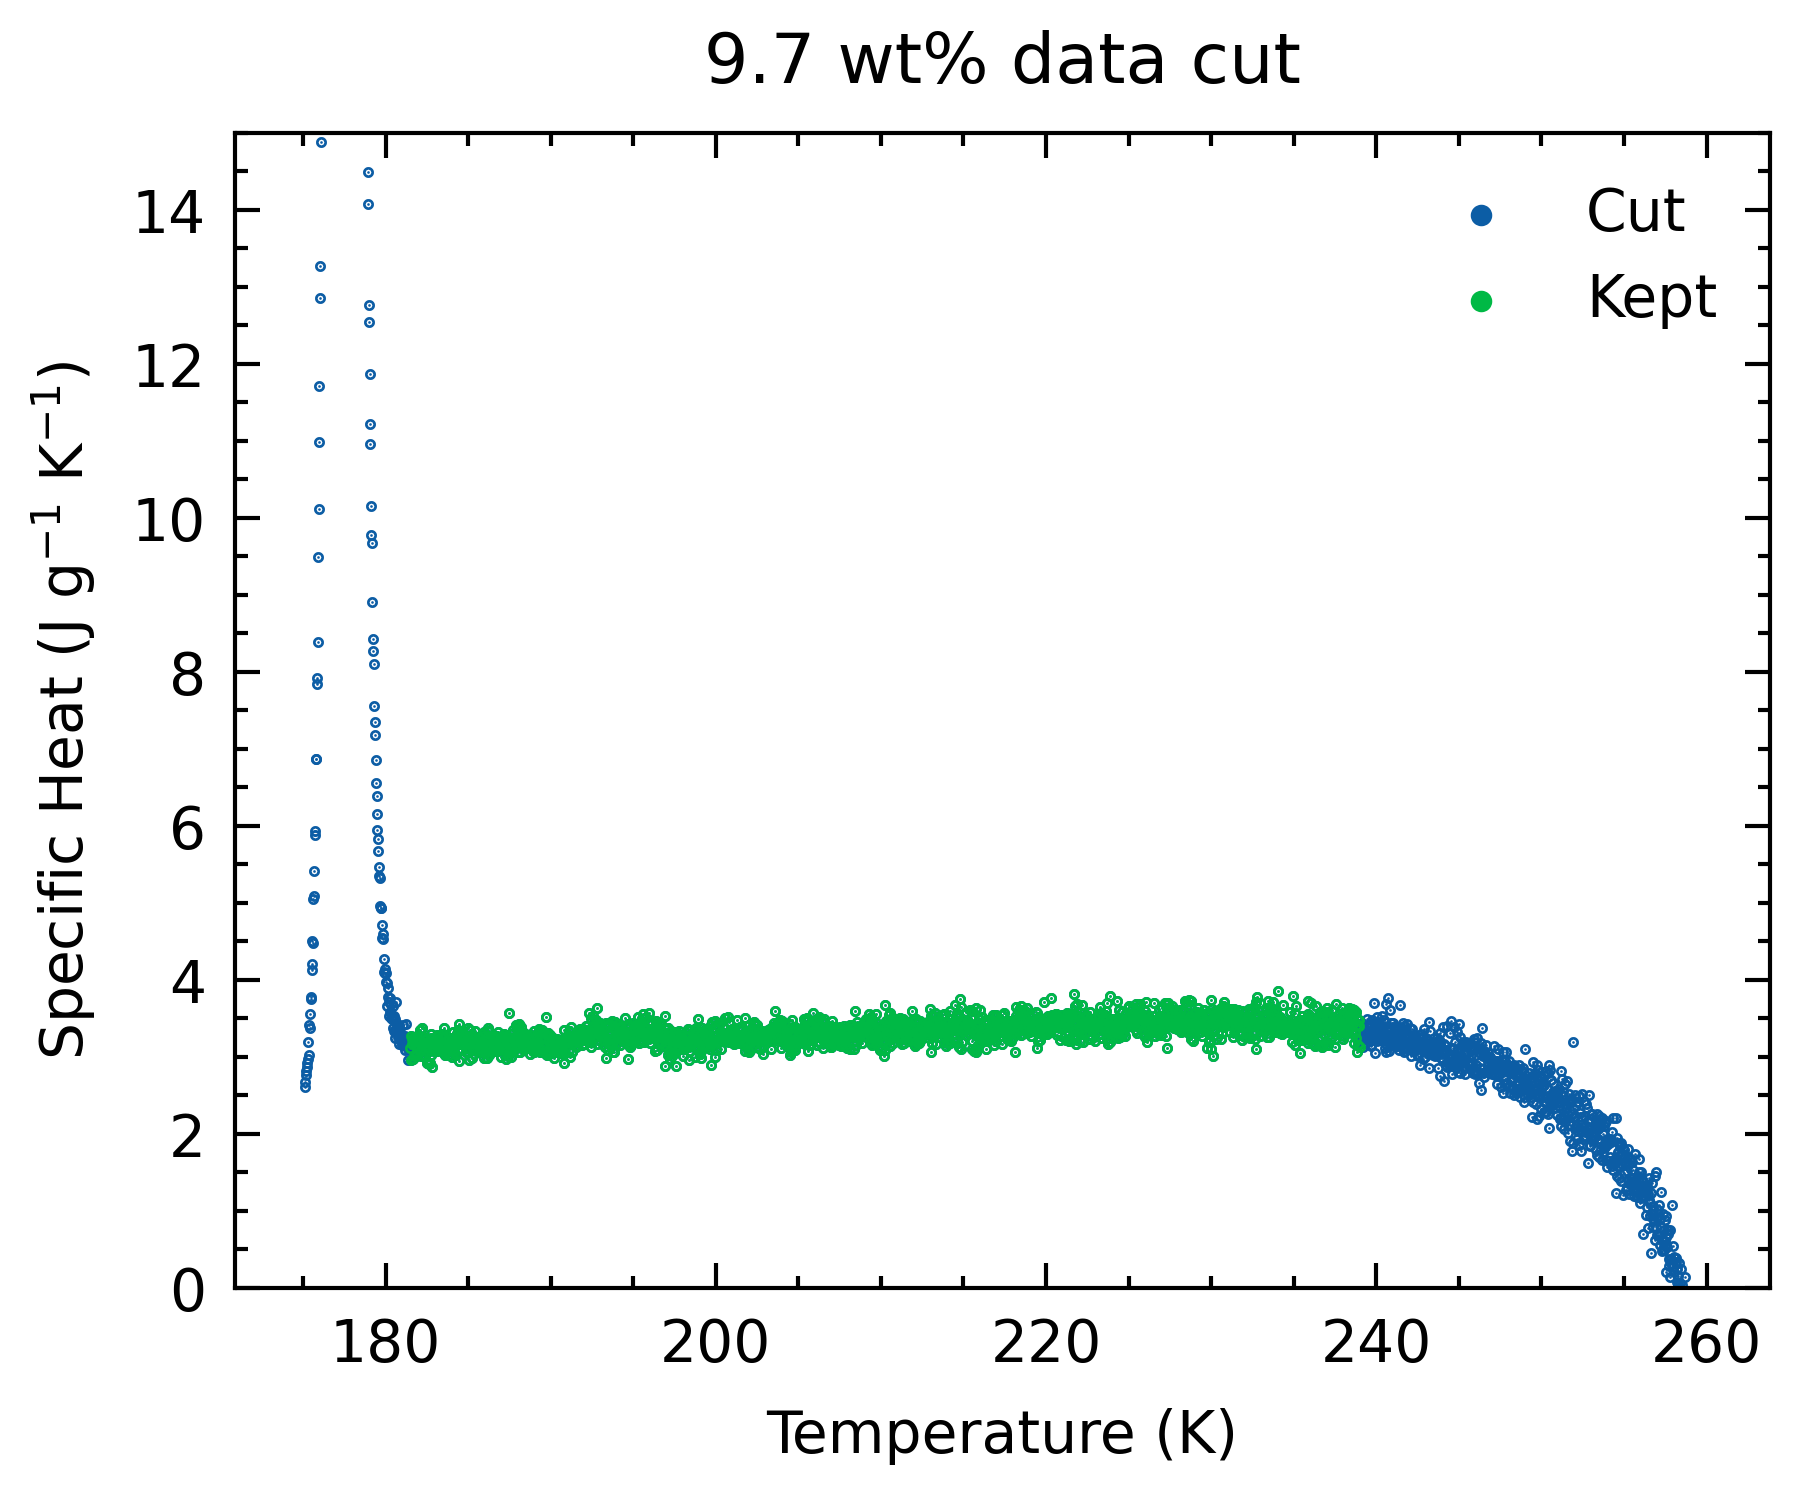 9.7 wt% data cut
Cut
Kept
Specific Heat (J g⁻¹ K⁻¹)
14
12
10
8
6
4
2
0
180 200 220 240 260
Temperature (K)